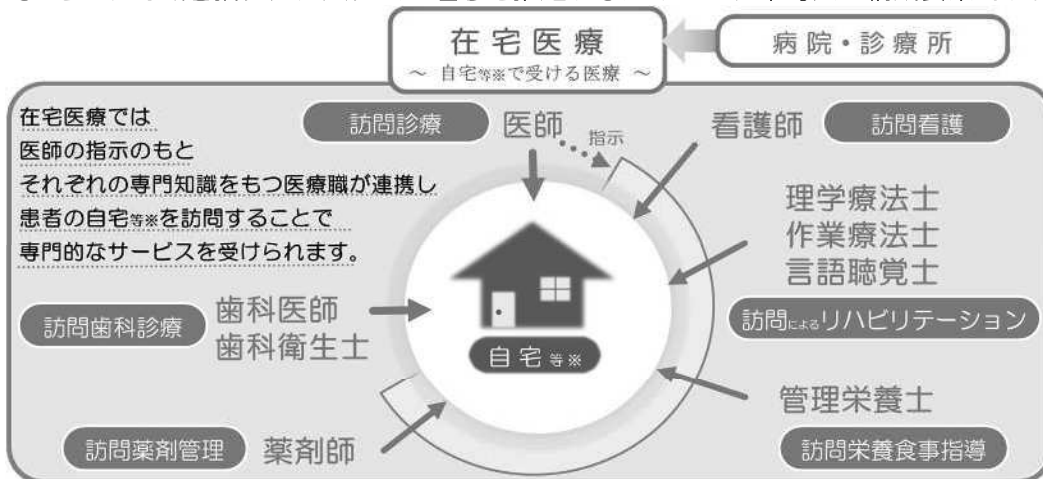 在宅医療
～ 自宅等※で受ける医療 ～
病院・診療所
在宅医療では
医師の指示のもと
それぞれの専門知識をもつ医療職が連携し
患者の自宅等※を訪問することで
専門的なサービスを受けられます。
訪問診療
医師
指示
看護師
訪問看護
理学療法士
作業療法士
言語聴覚士
訪問によるリハビリテーション
歯科医師
歯科衛生士
訪問歯科診療
自宅等※
管理栄養士
訪問栄養食事指導
薬剤師
訪問薬剤管理